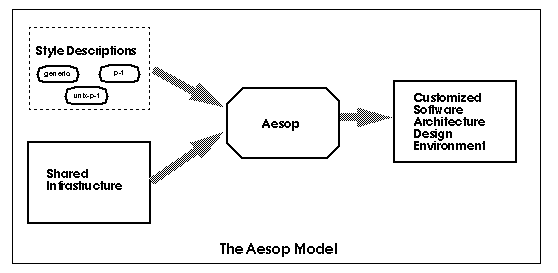 Style Descriptions
generic
p-f
unix-p-f
Aesop
Customized
Software
Architecture
Design
Environment
Shared
Infrastructure
The Aesop Model